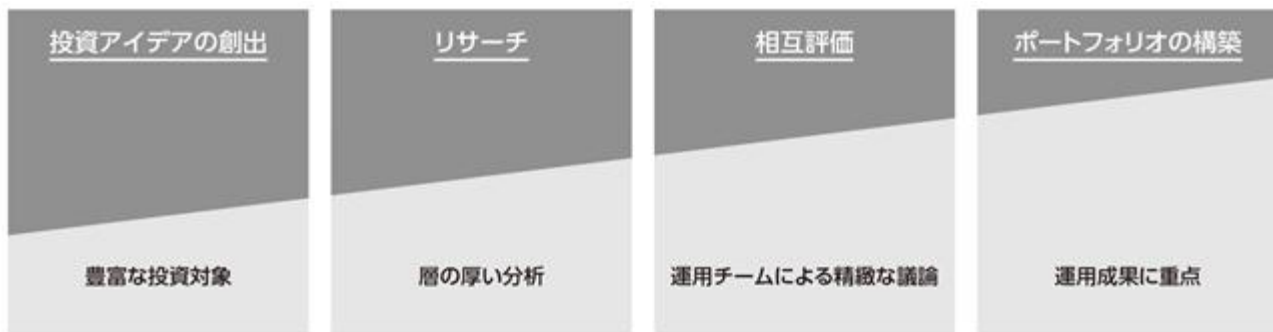 投資アイデアの創出
リサーチ
相互評価
ポートフォリオの構築
豊富な投資対象
層の厚い分析
運用チームによる精緻な議論
運用成果に重点